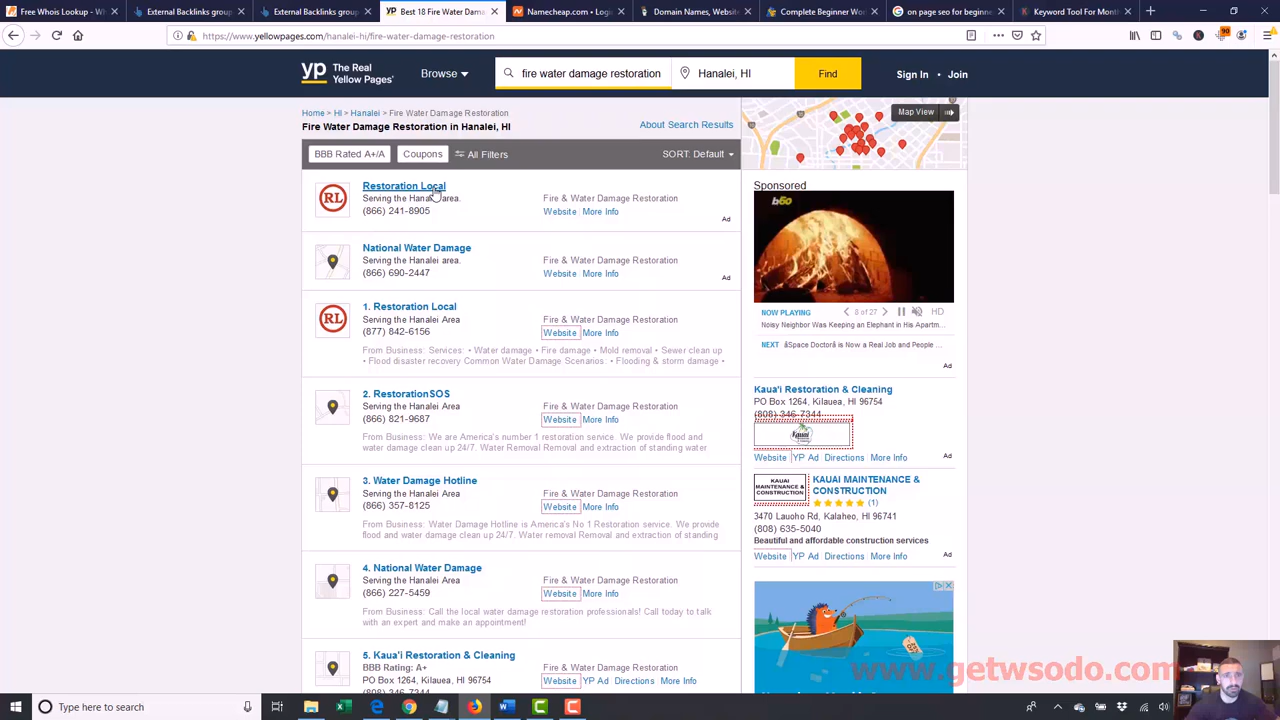 Free Whois Lookup - Wh
External Backlinks group
External Backlinks group
Best 18 Fire Water Dama
Namecheap.com - Login
Domain Names, Website
Complete Beginner Wor
on page seo for beginne
Keyword Tool For Month
https://www.yellowpages.com/hanalei-hi/fire-water-damage-restoration
90
yp The Real Yellow Pages
Browse
fire water damage restoration
Hanalei, HI
Find
Sign In • Join
Home > HI > Hanalei > Fire Water Damage Restoration
Fire Water Damage Restoration in Hanalei, HI
About Search Results
BBB Rated A+/A
Coupons
All Filters
SORT: Default
RL
Restoration Local
Serving the Hanalei area.
(866) 241-8905
Fire & Water Damage Restoration
Website More Info
Ad
National Water Damage
Serving the Hanalei area.
(866) 690-2447
Fire & Water Damage Restoration
Website More Info
Ad
RL
1. Restoration Local
Serving the Hanalei Area
(877) 842-6156
Fire & Water Damage Restoration
Website More Info
From Business: Services: • Water damage • Fire damage • Mold removal • Sewer clean up
• Flood disaster recovery Common Water Damage Scenarios: • Flooding & storm damage •
2. RestorationSOS
Serving the Hanalei Area
(866) 821-9687
Fire & Water Damage Restoration
Website More Info
From Business: We are America's number 1 restoration service. We provide flood and
water damage clean up 24/7. Water Removal Removal and extraction of standing water
3. Water Damage Hotline
Serving the Hanalei Area
(866) 357-8125
Fire & Water Damage Restoration
Website More Info
From Business: Water Damage Hotline is America's No 1 Restoration service. We provide
flood and water damage clean up 24/7. Water removal Removal and extraction of standing
4. National Water Damage
Serving the Hanalei Area
(866) 227-5459
Fire & Water Damage Restoration
Website More Info
From Business: Call the local water damage restoration professionals! Call today to talk
with an expert and make an appointment!
5. Kaua'i Restoration & Cleaning
BBB Rating: A+
PO Box 1264, Kilauea, HI 96754
(808) 346-7344
Fire & Water Damage Restoration
Website YP Ad Directions More Info
Map View
Sponsored
b60
NOW PLAYING
8 of 27
HD
Noisy Neighbor Was Keeping an Elephant in His Apartm...
NEXT âSpace Doctorâ is Now a Real Job and People ...
Ad
Kaua'i Restoration & Cleaning
PO Box 1264, Kilauea, HI 96754
(808) 346-7344
Kauai
Website YP Ad Directions More Info
Ad
KAUAI MAINTENANCE & CONSTRUCTION
KAUAI MAINTENANCE &
CONSTRUCTION
(1)
3470 Lauoho Rd, Kalaheo, HI 96741
(808) 635-5040
Beautiful and affordable construction services
Website YP Ad Directions More Info
Ad
www.getwsodo.com
Type here to search